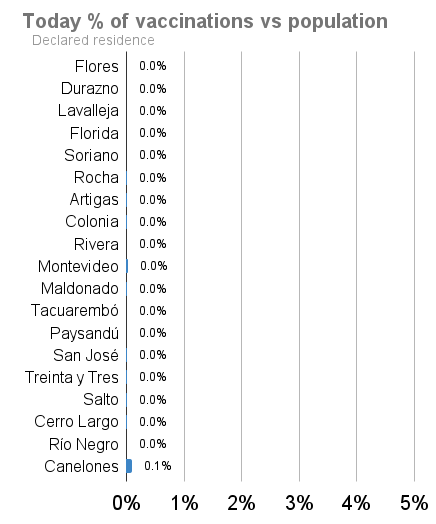 Today % of vaccinations vs population
Declared residence
Flores 0.0%
Durazno 0.0%
Lavalleja 0.0%
Florida 0.0%
Soriano 0.0%
Rocha 0.0%
Artigas 0.0%
Colonia 0.0%
Rivera 0.0%
Montevideo 0.0%
Maldonado 0.0%
Tacuarembó 0.0%
Paysandú 0.0%
San José 0.0%
Treinta y Tres 0.0%
Salto 0.0%
Cerro Largo 0.0%
Río Negro 0.0%
Canelones 0.1%
0% 1% 2% 3% 4% 5%